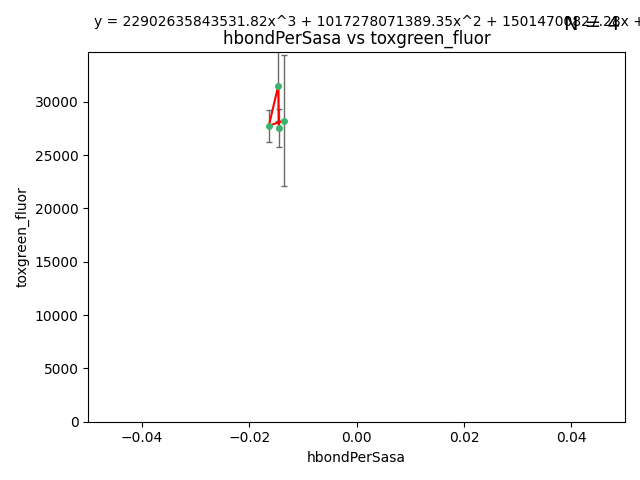 y = 22902635843531.82x^3 + 1017278071389.35x^2 +
N = 4
hbondPerSasa vs toxgreen_fluor
30000
25000
20000
15000
10000
5000
0
toxgreen_fluor
−0.04 −0.02 0.00 0.02 0.04
hbondPerSasa